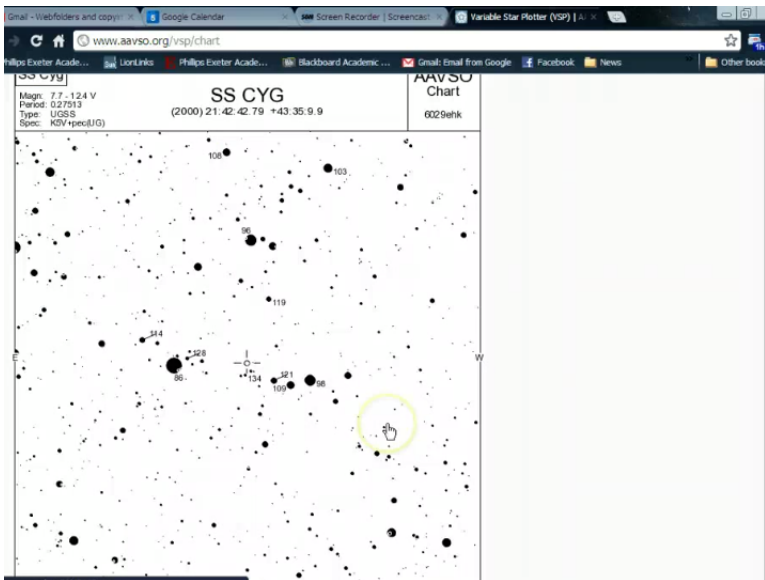 Gmail - Webfolders and copyri
Google Calendar
Screen Recorder | Screencast
Variable Star Plotter (VSP) | A
www.aavso.org/vsp/chart
Phillips Exeter Acade...
LionLinks
Phillips Exeter Acade...
Blackboard Academic ...
Gmail: Email from Google
Facebook
News
Other book
SS Cyg
Magn: 7.7 - 12.4 V
Period: 0.27513
Type: UGSS
Spec: K5V+pec(UG)
SS CYG
(2000) 21:42:42.79 +43:35:9.9
AAVSO
Chart
6029ehk
108
103
96
119
114
128
E
W
86
134
121
109
98